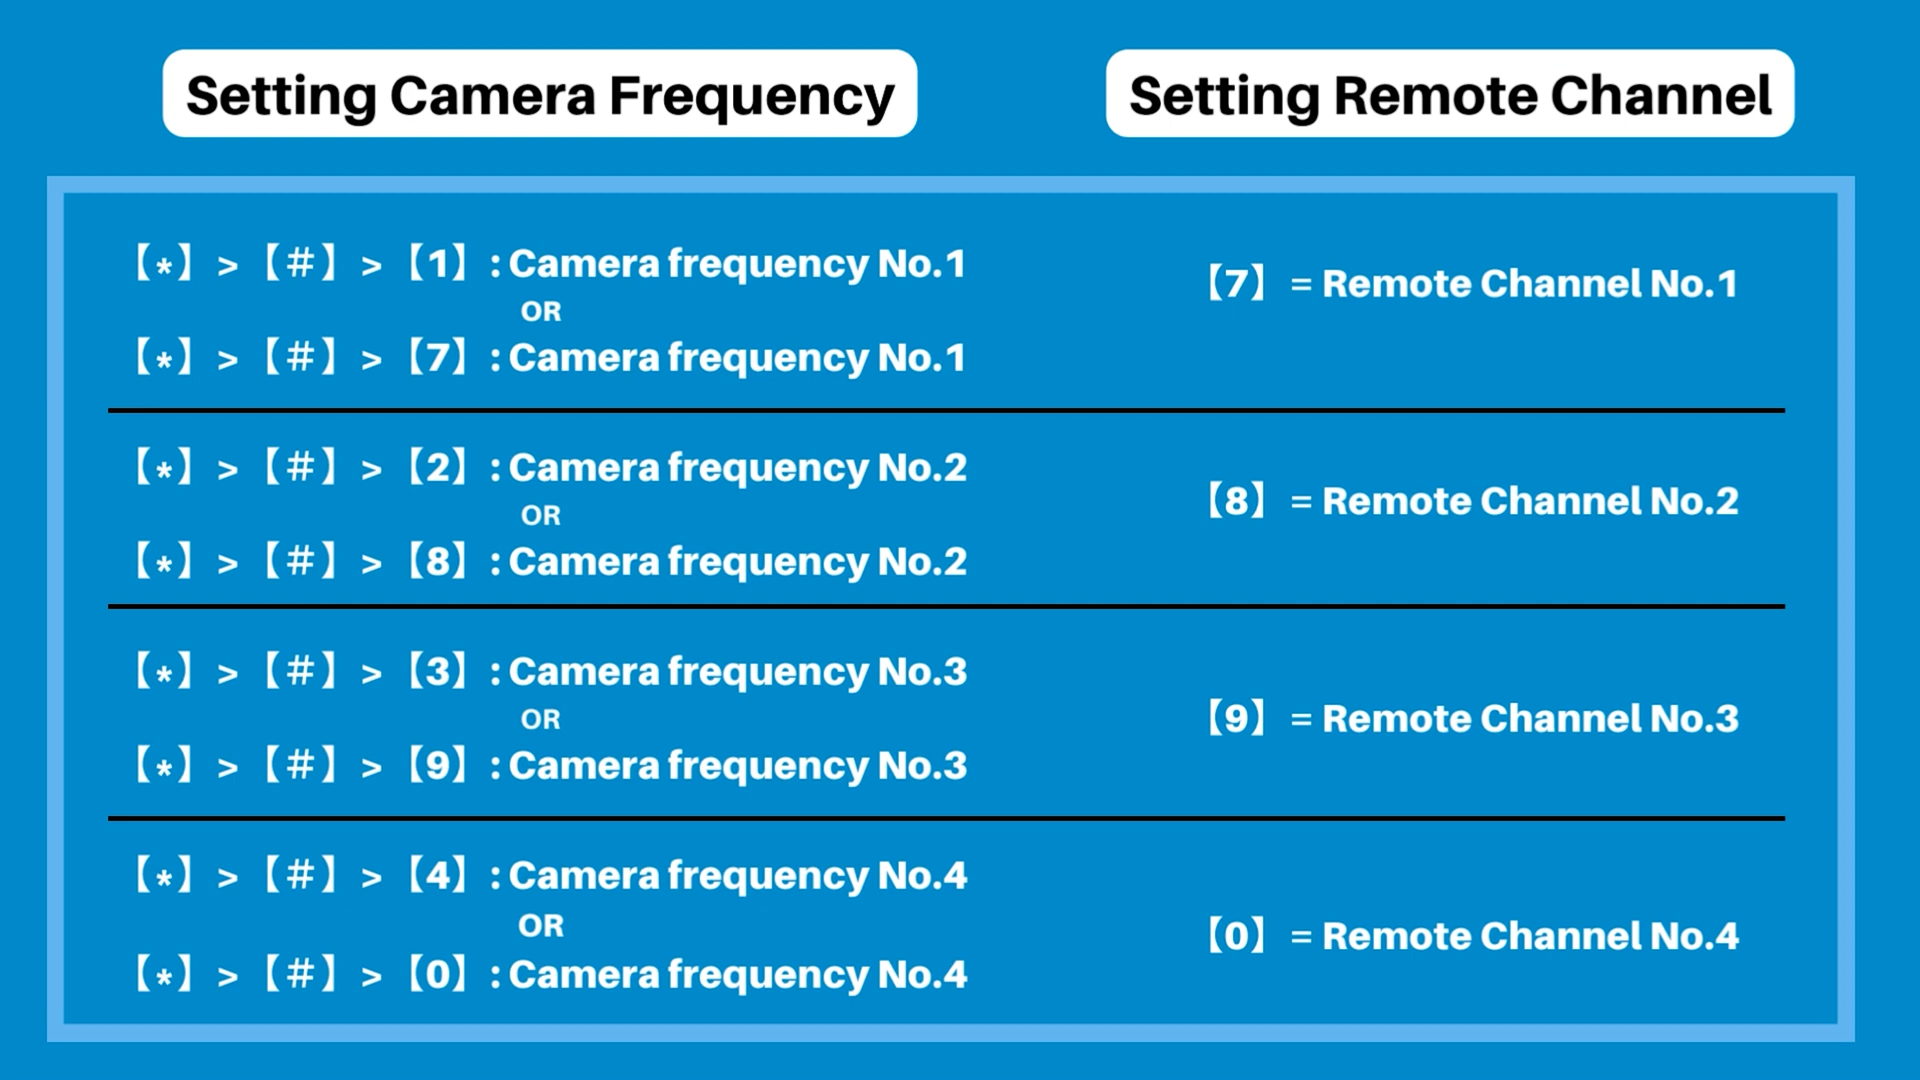 Setting Camera Frequency
Setting Remote Channel
【*】 > 【#】 > 【1】 : Camera frequency No.1
OR
【*】 > 【#】 > 【7】 : Camera frequency No.1
【7】 = Remote Channel No.1
【*】 > 【#】 > 【2】 : Camera frequency No.2
OR
【*】 > 【#】 > 【8】 : Camera frequency No.2
【8】 = Remote Channel No.2
【*】 > 【#】 > 【3】 : Camera frequency No.3
OR
【*】 > 【#】 > 【9】 : Camera frequency No.3
【9】 = Remote Channel No.3
【*】 > 【#】 > 【4】 : Camera frequency No.4
OR
【*】 > 【#】 > 【0】 : Camera frequency No.4
【0】 = Remote Channel No.4